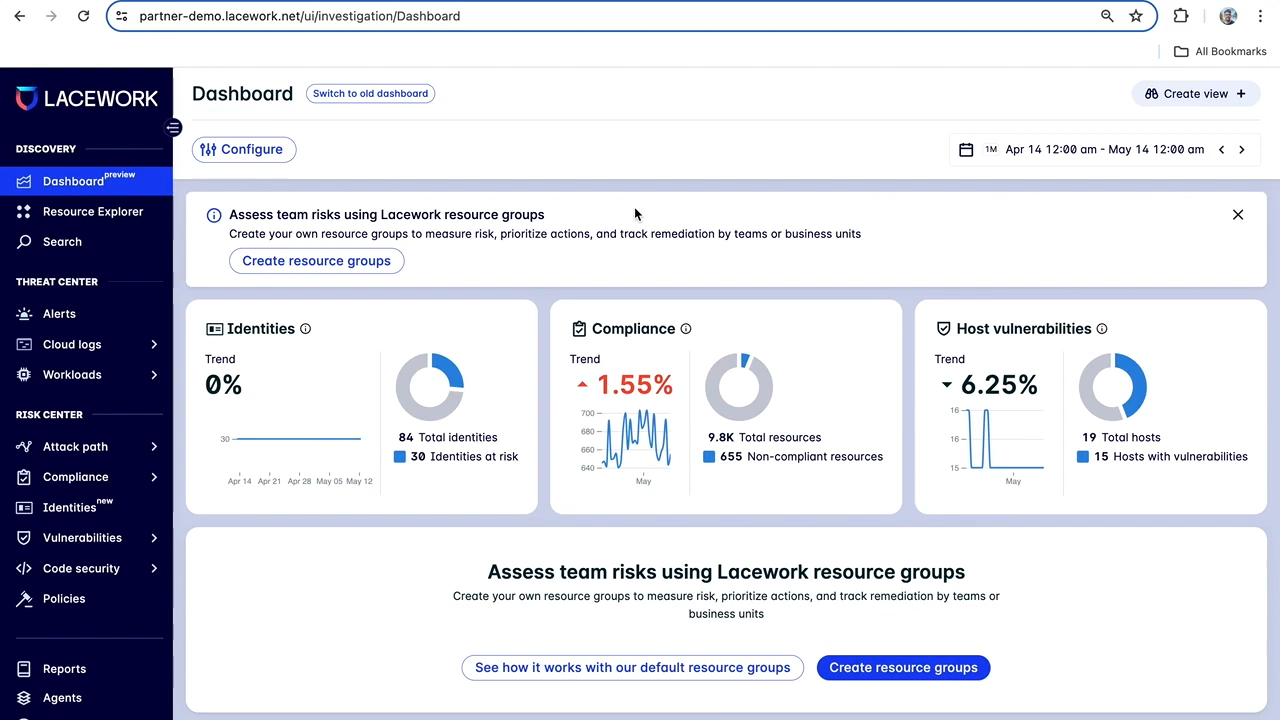 partner-demo.lacework.net/ui/investigation/Dashboard
All Bookmarks
LACEWORK
DISCOVERY
Dashboard preview
Resource Explorer
Search
THREAT CENTER
Alerts
Cloud logs
Workloads
RISK CENTER
Attack path
Compliance
Identities new
Vulnerabilities
Code security
Policies
Reports
Agents
Dashboard
Switch to old dashboard
Create view +
Configure
1M Apr 14 12:00 am - May 14 12:00 am
Assess team risks using Lacework resource groups
Create your own resource groups to measure risk, prioritize actions, and track remediation by teams or business units
Create resource groups
Identities
Trend
0%
30
Apr 14 Apr 21 Apr 28 May 05 May 12
84 Total identities
30 Identities at risk
Compliance
Trend
1.55%
700
680
660
640
May
9.8K Total resources
655 Non-compliant resources
Host vulnerabilities
Trend
6.25%
16
16
15
May
19 Total hosts
15 Hosts with vulnerabilities
Assess team risks using Lacework resource groups
Create your own resource groups to measure risk, prioritize actions, and track remediation by teams or
business units
See how it works with our default resource groups
Create resource groups